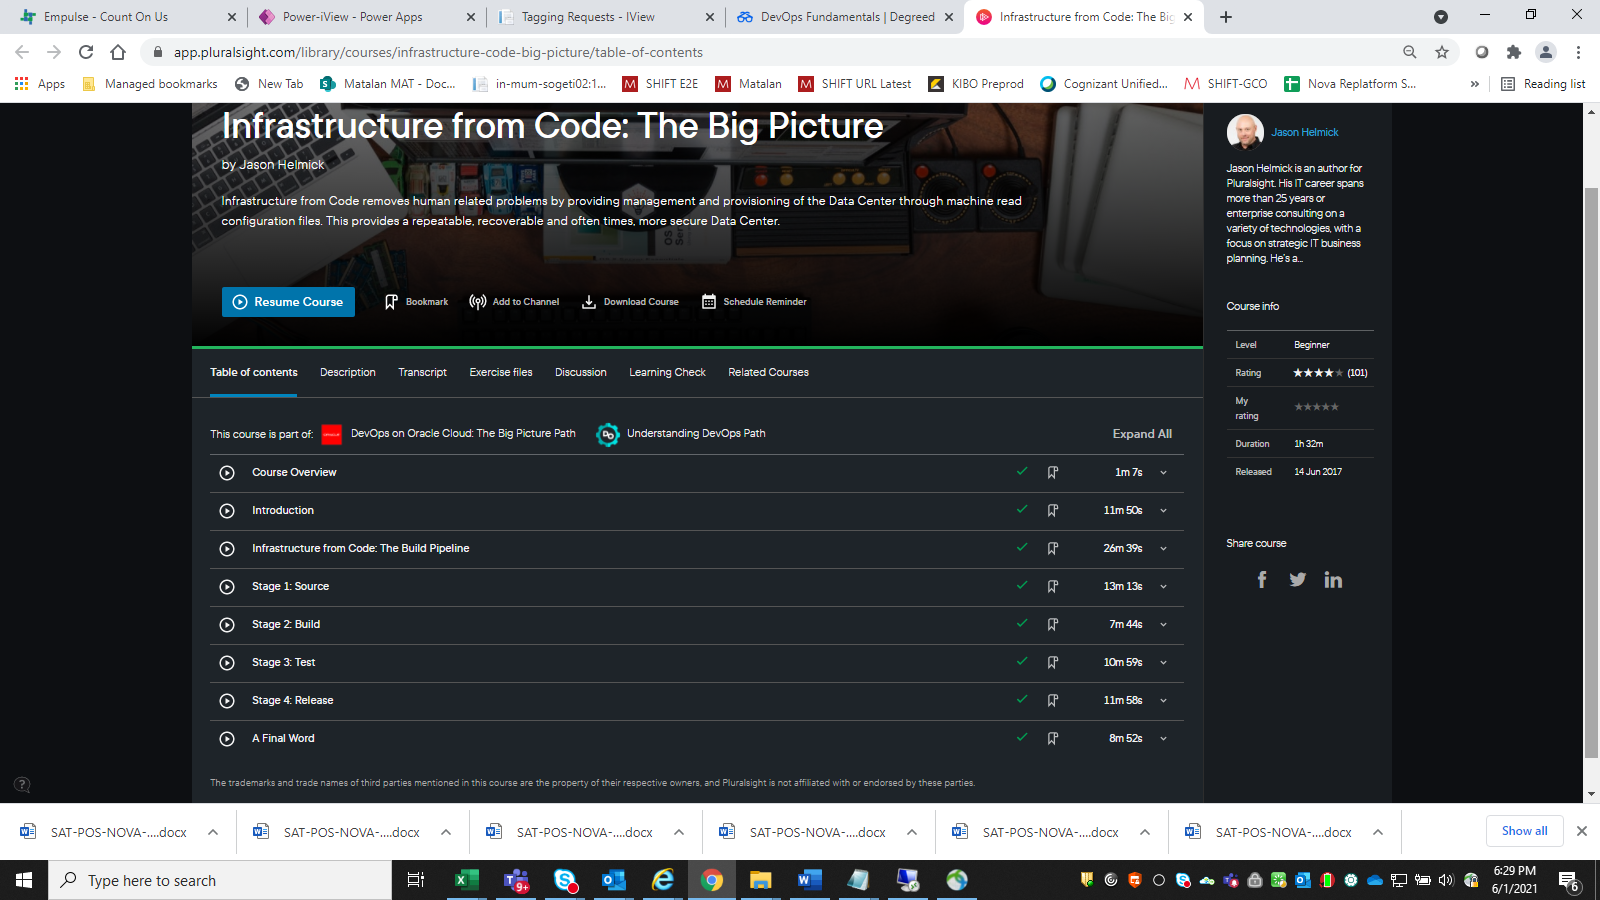 Empulse - Count On Us
Power-iView - Power Apps
Tagging Requests - IView
DevOps Fundamentals | Degreed
Infrastructure from Code: The Big
app.pluralsight.com/library/courses/infrastructure-code-big-picture/table-of-contents
Apps
Managed bookmarks
New Tab
Matalan MAT - Doc...
in-mum-sogeti02:1...
SHIFT E2E
Matalan
SHIFT URL Latest
KIBO Preprod
Cognizant Unified...
SHIFT-GCO
Nova Replatform S...
»
Reading list
Infrastructure from Code: The Big Picture
by Jason Helmick
Infrastructure from Code removes human related problems by providing management and provisioning of the Data Center through machine read
configuration files. This provides a repeatable, recoverable and often times, more secure Data Center.
Resume Course
Bookmark
Add to Channel
Download Course
Schedule Reminder
Jason Helmick
Jason Helmick is an author for
Pluralsight. His IT career spans
more than 25 years or
enterprise consulting on a
variety of technologies, with a
focus on strategic IT business
planning. He's a...
Course info
Level Beginner
Rating ★★★★★ (101)
My
rating ★★★★★
Duration 1h 32m
Released 14 Jun 2017
Share course
Table of contents
Description
Transcript
Exercise files
Discussion
Learning Check
Related Courses
This course is part of:
DevOps on Oracle Cloud: The Big Picture Path
DO
Understanding DevOps Path
Expand All
Course Overview 1m 7s
Introduction 11m 50s
Infrastructure from Code: The Build Pipeline 26m 39s
Stage 1: Source 13m 13s
Stage 2: Build 7m 44s
Stage 3: Test 10m 59s
Stage 4: Release 11m 58s
A Final Word 8m 52s
The trademarks and trade names of third parties mentioned in this course are the property of their respective owners, and Pluralsight is not affiliated with or endorsed by these parties.
SAT-POS-NOVA-....docx
SAT-POS-NOVA-....docx
SAT-POS-NOVA-....docx
SAT-POS-NOVA-....docx
SAT-POS-NOVA-....docx
SAT-POS-NOVA-....docx
Show all
Type here to search
9+
6:29 PM
6/1/2021
6